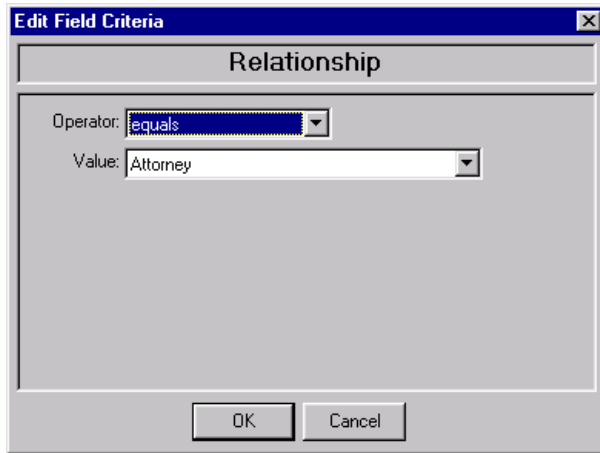 Edit Field Criteria
Relationship
Operator: equals
Value: Attorney
OK Cancel